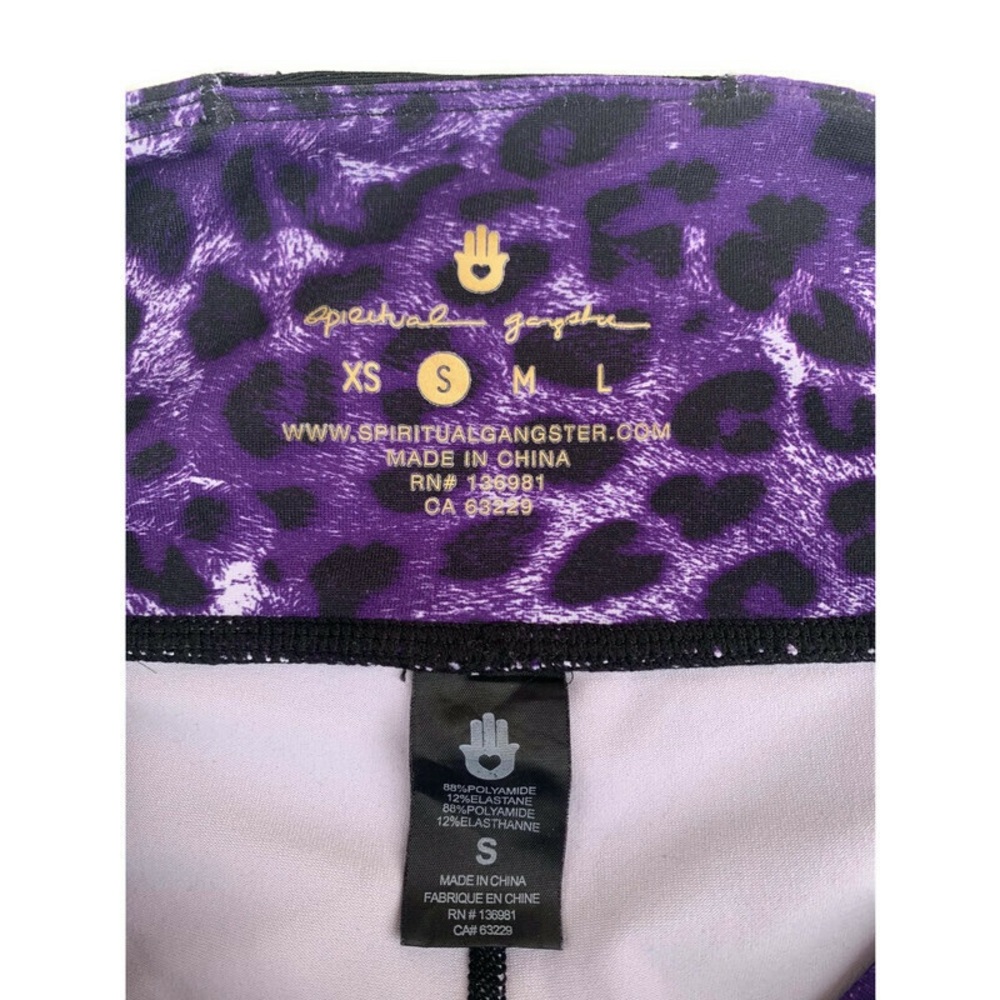 spiritual gangster
XS S M L
WWW.SPIRITUALGANGSTER.COM
MADE IN CHINA
RN# 136981
CA 63229
88%POLYAMIDE
12%ELASTANE
88%POLYAMIDE
12%ELASTHANNE
S
MADE IN CHINA
FABRIQUE EN CHINE
RN # 136981
CA# 63229